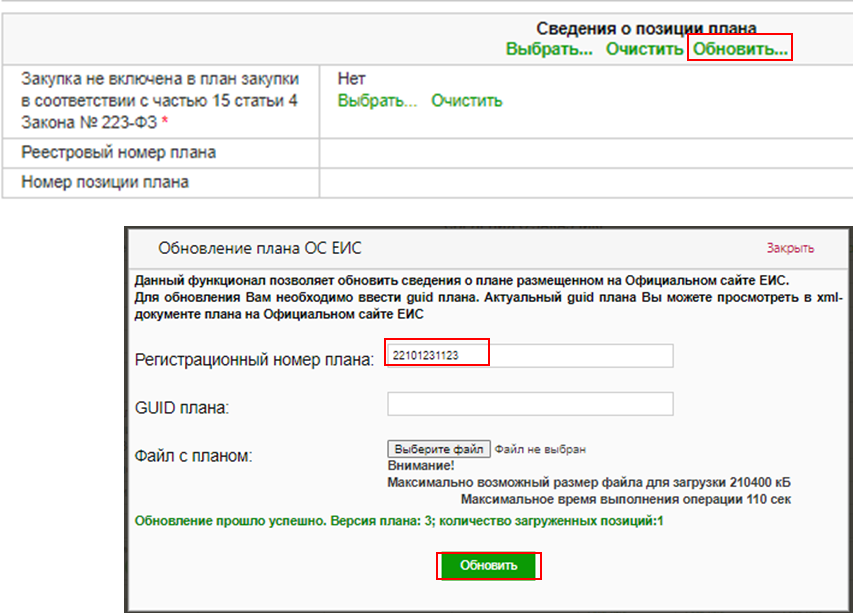 Сведения о позиции плана
Выбрать... Очистить Обновить...
Закупка не включена в план закупки
в соответствии с частью 15 статьи 4
Закона № 223-ФЗ *
Нет
Выбрать... Очистить
Реестровый номер плана
Номер позиции плана
Обновление плана ОС ЕИС
Закрыть
Данный функционал позволяет обновить сведения о плане размещенном на Официальном сайте ЕИС.
Для обновления Вам необходимо ввести guid плана. Актуальный guid плана Вы можете просмотреть в xml-
документе плана на Официальном сайте ЕИС
Регистрационный номер плана: 22101231123
GUID плана:
Файл с планом: Выберите файл Файл не выбран
Внимание!
Максимально возможный размер файла для загрузки 210400 кБ
Максимальное время выполнения операции 110 сек
Обновление прошло успешно. Версия плана: 3; количество загруженных позиций:1
Обновить